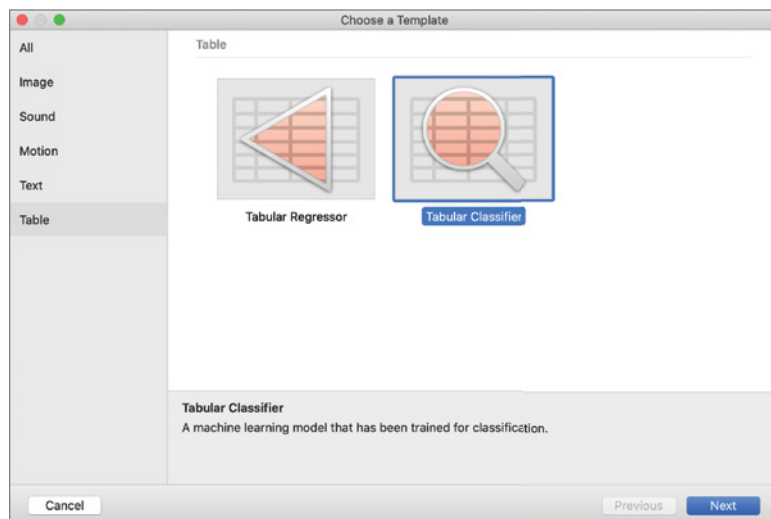 Choose a Template
All
Image
Sound
Motion
Text
Table
Table
Tabular Regressor
Tabular Classifier
Tabular Classifier
A machine learning model that has been trained for classification.
Cancel
Previous
Next